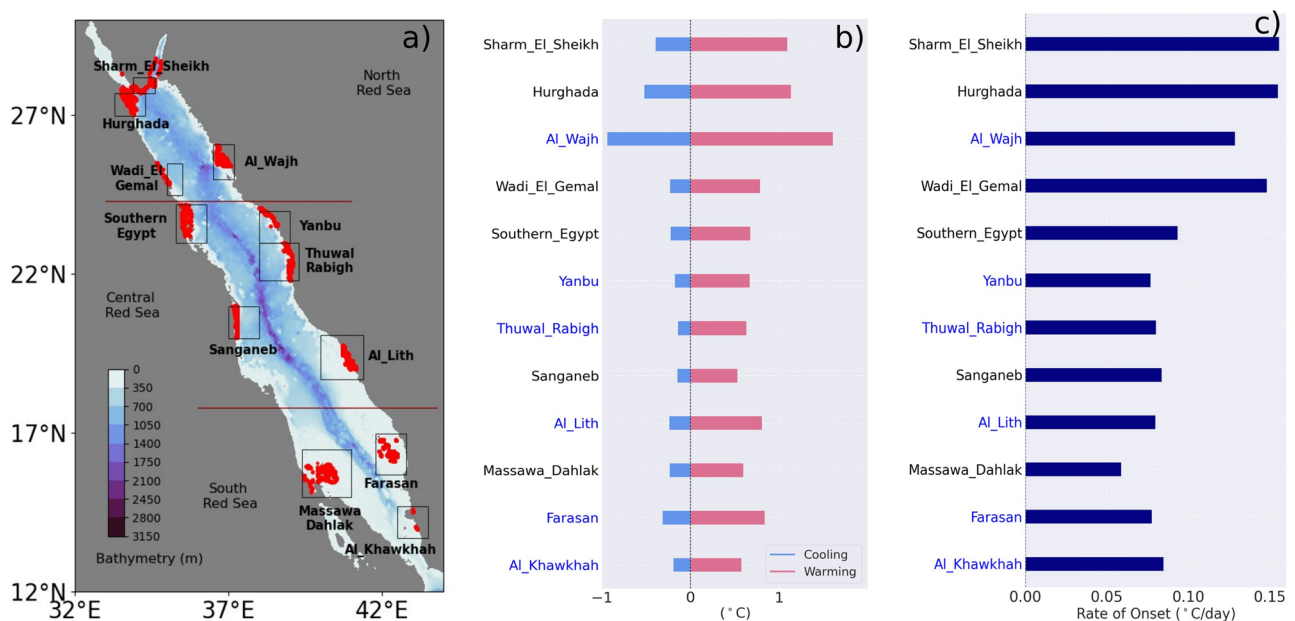 a)
North
Red Sea
Sharm_El_Sheikh
27°N
Hurghada
Al_Wajh
Wadi_El
Gemal
Southern
Egypt
Yanbu
Thuwal
Rabigh
22°N
Central
Red Sea
Sanganeb
Al_Lith
0
350
700
1050
1400
1750
2100
2450
2800
3150
Bathymetry (m)
17°N
South
Red Sea
Farasan
Massawa
Dahlak
Al_Khawkhah
12°N
32°E
37°E
42°E
b)
Sharm_El_Sheikh
Hurghada
Al_Wajh
Wadi_El_Gemal
Southern_Egypt
Yanbu
Thuwal_Rabigh
Sanganeb
Al_Lith
Massawa_Dahlak
Farasan
Al_Khawkhah
Cooling
Warming
−1
0
1
(°C)
c)
Sharm_El_Sheikh
Hurghada
Al_Wajh
Wadi_El_Gemal
Southern_Egypt
Yanbu
Thuwal_Rabigh
Sanganeb
Al_Lith
Massawa_Dahlak
Farasan
Al_Khawkhah
0.00
0.05
0.10
0.15
Rate of Onset (°C/day)